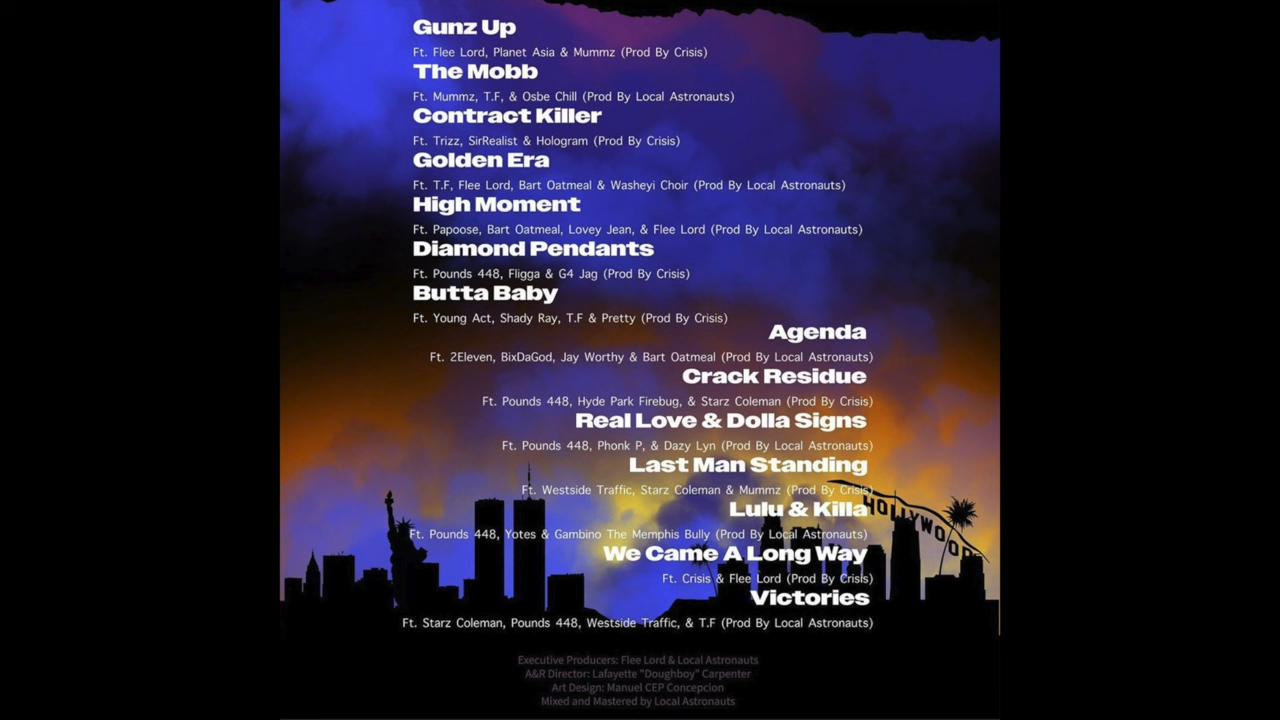 Gunz Up
Ft. Flee Lord, Planet Asia & Mummz (Prod By Crisis)
The Mobb
Ft. Mummz, T.F, & Osbe Chill (Prod By Local Astronauts)
Contract Killer
Ft. Trizz, SirRealist & Hologram (Prod By Crisis)
Golden Era
Ft. T.F, Flee Lord, Bart Oatmeal & Washeyi Choir (Prod By Local Astronauts)
High Moment
Ft. Papoose, Bart Oatmeal, Lovey Jean, & Flee Lord (Prod By Local Astronauts)
Diamond Pendants
Ft. Pounds 448, Fligga & G4 Jag (Prod By Crisis)
Butta Baby
Ft. Young Act, Shady Ray, T.F & Pretty (Prod By Crisis)
Agenda
Ft. 2Eleven, BixDaGod, Jay Worthy & Bart Oatmeal (Prod By Local Astronauts)
Crack Residue
Ft. Pounds 448, Hyde Park Firebug, & Starz Coleman (Prod By Crisis)
Real Love & Dolla Signs
Ft. Pounds 448, Phonk P, & Dazy Lyn (Prod By Local Astronauts)
Last Man Standing
Ft. Westside Traffic, Starz Coleman & Mummz (Prod By Crisis)
Lulu & Killa
HOLLYWOOD
Ft. Pounds 448, Yotes & Gambino The Memphis Bully (Prod By Local Astronauts)
We Came A Long Way
Ft. Crisis & Flee Lord (Prod By Crisis)
Victories
Ft. Starz Coleman, Pounds 448, Westside Traffic, & T.F (Prod By Local Astronauts)
Executive Producers: Flee Lord & Local Astronauts
A&R Director: Lafayette "Doughboy" Carpenter
Art Design: Manuel CEP Concepcion
Mixed and Mastered by Local Astronauts